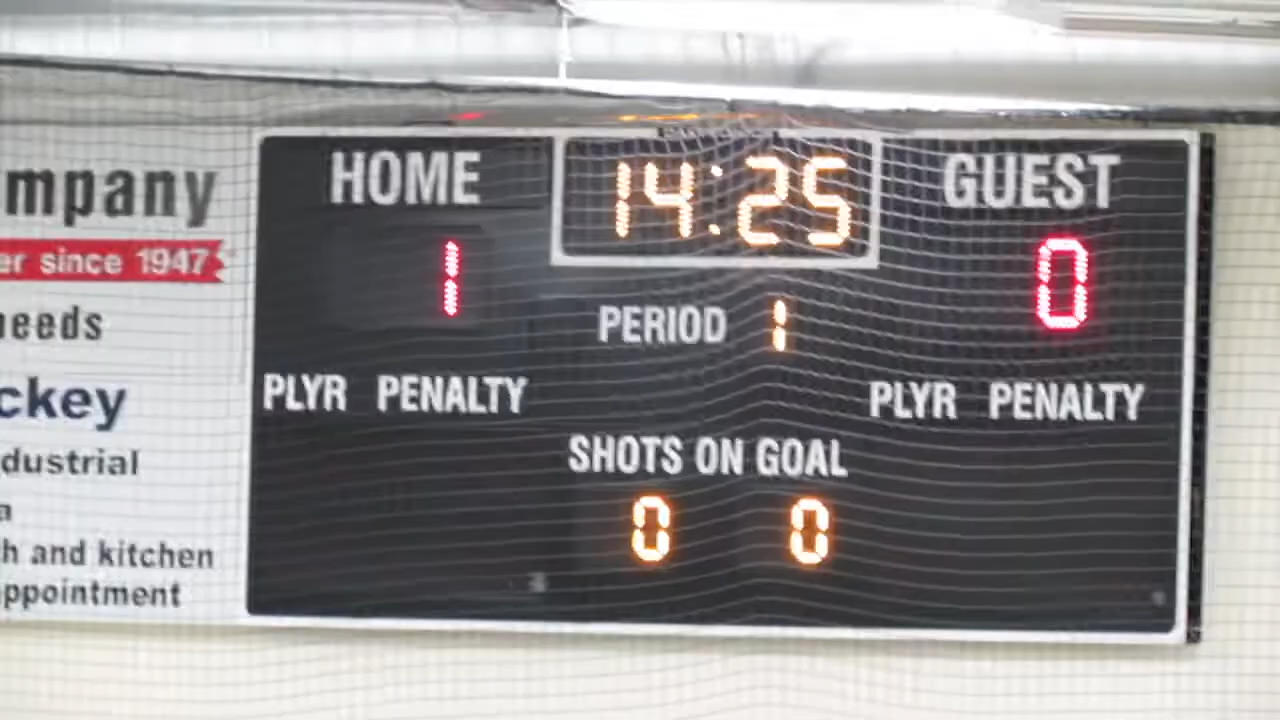 mpany
er since 1947
needs
ckey
dustrial
a
h and kitchen
appointment
HOME 14:25 GUEST
1 0
PERIOD 1
PLYR PENALTY PLYR PENALTY
SHOTS ON GOAL
0 0